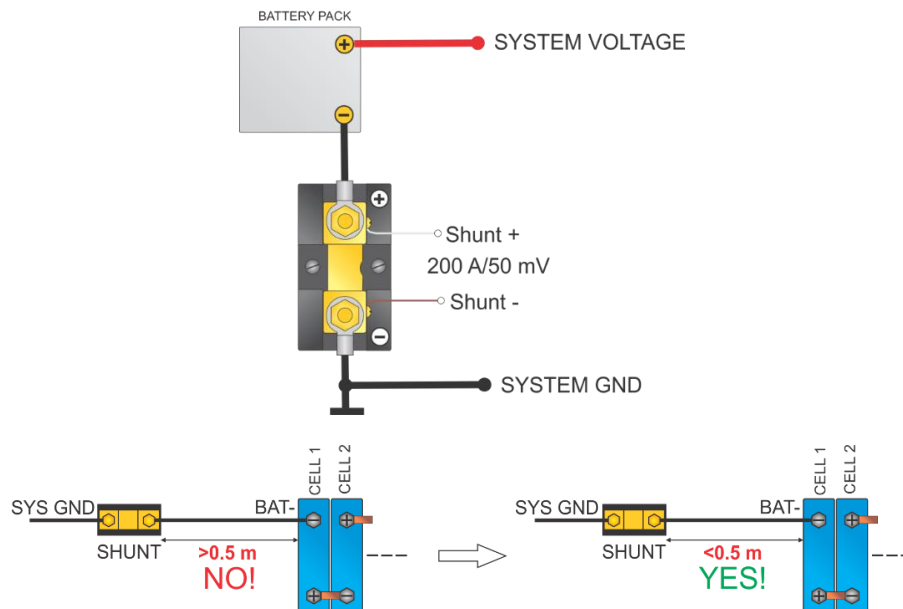 BATTERY PACK
+
SYSTEM VOLTAGE
−
+
Shunt +
200 A/50 mV
Shunt -
−
SYSTEM GND
CELL 1
CELL 2
SYS GND
BAT-
SHUNT
>0.5 m
NO!
CELL 1
CELL 2
SYS GND
BAT-
SHUNT
<0.5 m
YES!